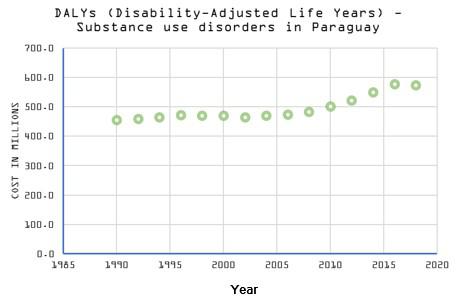 DALYs (Disability-Adjusted Life Years) -
Substance use disorders in Paraguay
700.0
600.0
500.0
400.0
300.0
200.0
100.0
0.0
COST IN MILLIONS
1985 1990 1995 2000 2005 2010 2015 2020
Year